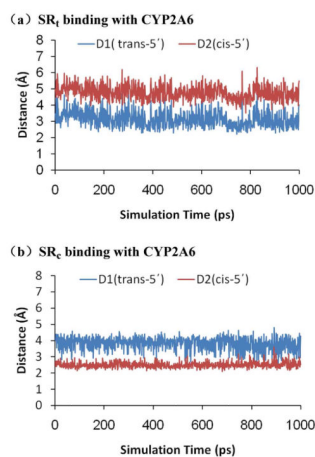 (a) SRt binding with CYP2A6
D1( trans-5´) D2(cis-5´)
8
7
6
5
4
3
2
1
0
Distance (Å)
0 200 400 600 800 1000
Simulation Time (ps)
(b) SRc binding with CYP2A6
D1(trans-5´) D2(cis-5´)
8
7
6
5
4
3
2
1
0
Distance (Å)
0 200 400 600 800 1000
Simulation Time (ps)